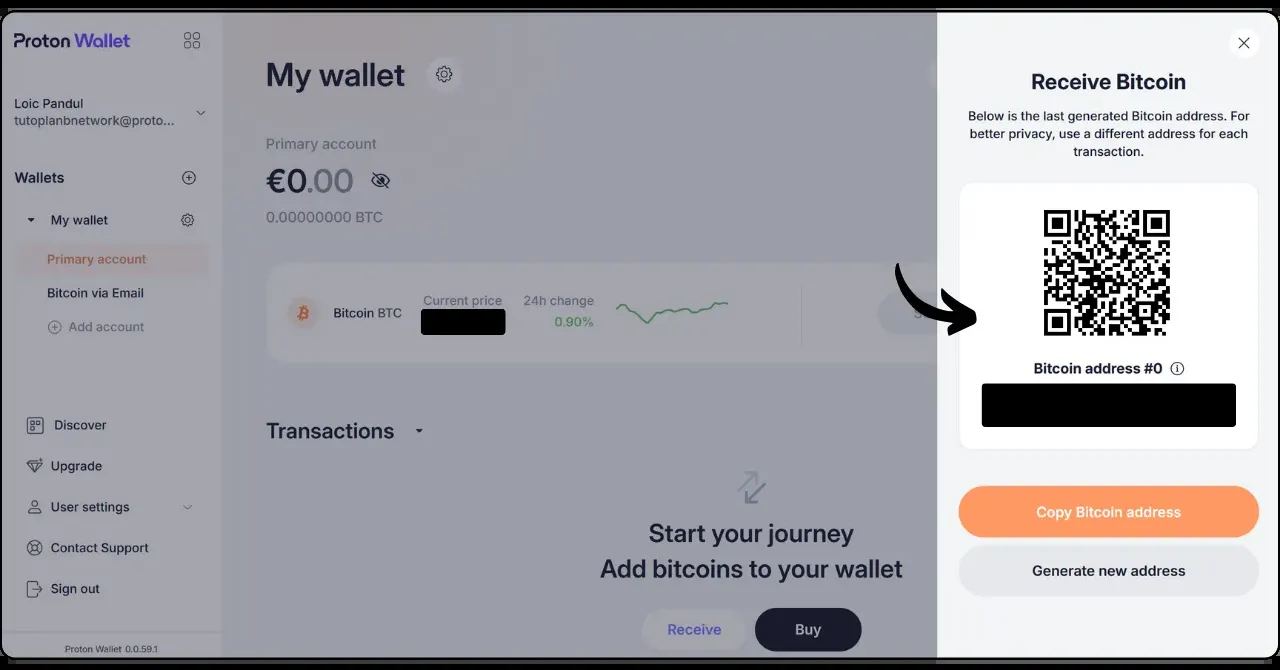 Proton Wallet
Loic Pandul
tutoplanbnetwork@proto...
Wallets
My wallet
Primary account
Bitcoin via Email
Add account
Discover
Upgrade
User settings
Contact Support
Sign out
Proton Wallet 0.0.59.1
My wallet
Primary account
€0.00
0.00000000 BTC
Bitcoin BTC
Current price
24h change
0.90%
Transactions
Start your journey
Add bitcoins to your wallet
Receive
Buy
Receive Bitcoin
Below is the last generated Bitcoin address. For
better privacy, use a different address for each
transaction.
Bitcoin address #0
Copy Bitcoin address
Generate new address